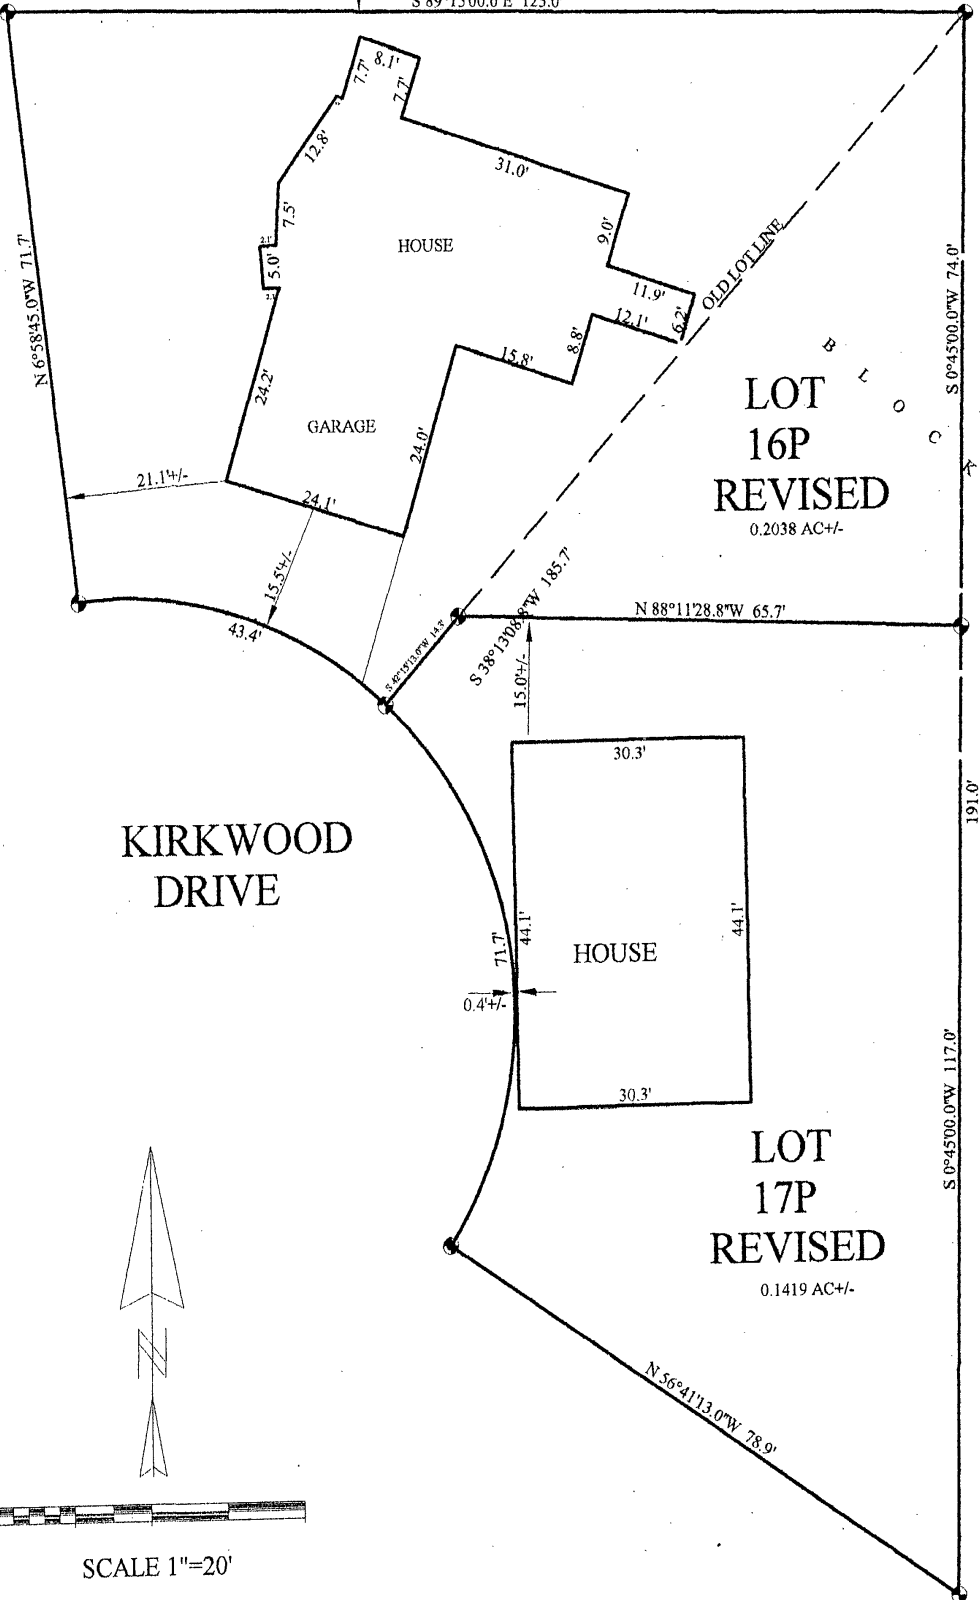 S 89°15'00.0"E 125.0'
8.1'
7.7'
7.7'
12.8'
31.0'
7.5'
2.1'
5.0'
2.1'
HOUSE
9.0'
11.9'
OLD LOT LINE
12.1'
6.2'
8.8'
15.8'
N 6°58'45.0"W 71.7'
S 0°45'00.0"W 74.0'
24.2'
GARAGE
24.0'
B L O C K
LOT
16P
REVISED
0.2038 AC+/-
21.1'+/-
24.1'
15.5'+/-
43.4'
S 42°15'13.0"W 14.3'
S 38°13'08.8"W 185.7'
N 88°11'28.8"W 65.7'
15.0'+/-
30.3'
KIRKWOOD
DRIVE
191.0'
71.7'
44.1'
HOUSE
44.1'
0.4'+/-
30.3'
S 0°45'00.0"W 117.0'
LOT
17P
REVISED
0.1419 AC+/-
N
N 56°41'13.0"W 78.9'
SCALE 1"=20'